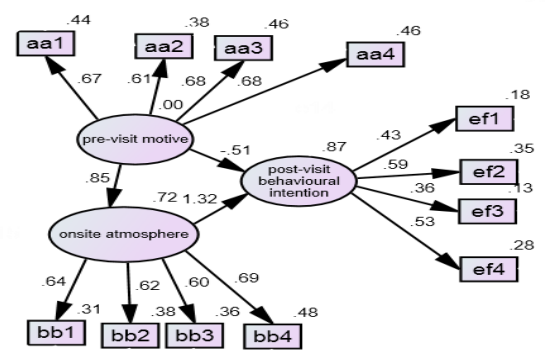 .44
aa1
.38
aa2
.46
aa3
.46
aa4
.67
.61
.68
.68
.00
pre-visit motive
-.51
.87
post-visit
behavioural
intention
.43
.18
ef1
.59
.35
ef2
.36
.13
ef3
.53
.28
ef4
.85
.72
1.32
onsite atmosphere
.64
.31
bb1
.62
.38
bb2
.60
.36
bb3
.69
.48
bb4